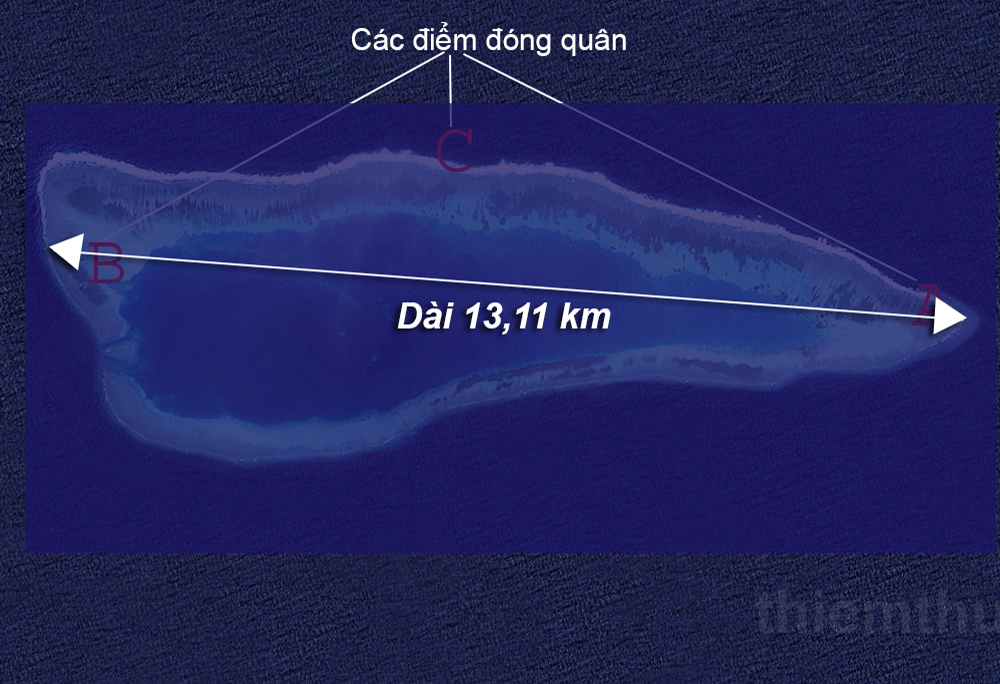 Các điểm đóng quân
C
B
A
Dài 13,11 km
thiemthu